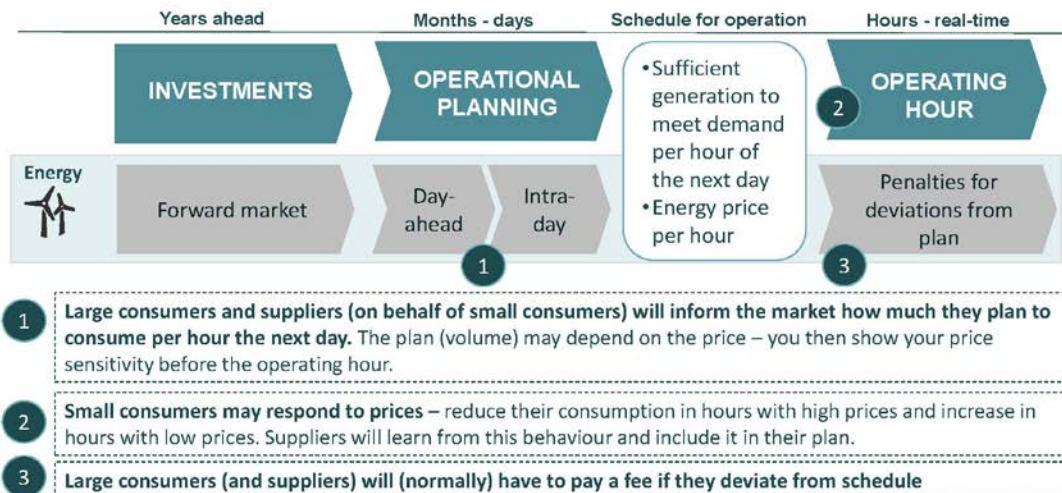 Years ahead
Months - days
Schedule for operation
Hours - real-time
INVESTMENTS
OPERATIONAL
PLANNING
•Sufficient
generation to
meet demand
per hour of
the next day
•Energy price
per hour
2
OPERATING
HOUR
Energy
Forward market
Day-
ahead
Intra-
day
1
Penalties for
deviations from
plan
3
1
Large consumers and suppliers (on behalf of small consumers) will inform the market how much they plan to
consume per hour the next day. The plan (volume) may depend on the price – you then show your price
sensitivity before the operating hour.
2
Small consumers may respond to prices – reduce their consumption in hours with high prices and increase in
hours with low prices. Suppliers will learn from this behaviour and include it in their plan.
3
Large consumers (and suppliers) will (normally) have to pay a fee if they deviate from schedule